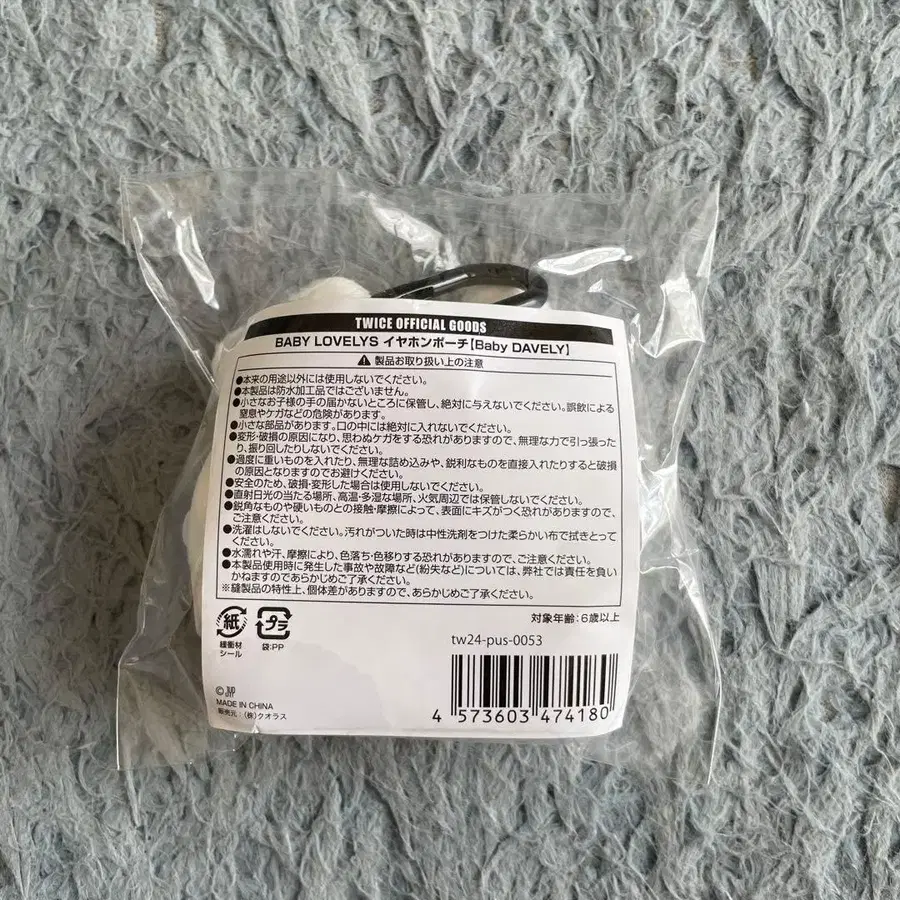 TWICE OFFICIAL GOODS
BABY LOVELYS イヤホンポーチ【Baby DAVELY】
⚠ 製品お取り扱い上の注意
●本来の用途以外には使用しないでください。
●本製品は防水加工品ではございません。
●小さなお子様の手の届かないところに保管し、絶対に与えないでください。誤飲による
窒息やケガなどの危険があります。
●小さな部品があります。口の中には絶対に入れないでください。
●変形・破損の原因になり、思わぬケガをする恐れがありますので、無理な力で引っ張った
り、振り回したりしないでください。
●過度に重いものを入れたり、無理な詰め込みや、鋭利なものを直接入れたりすると破損
の原因となりますのでお避けください。
●安全のため、破損・変形した場合は使用しないでください。
●直射日光の当たる場所、高温・多湿な場所、火気周辺では保管しないでください。
●鋭角なものや硬いものとの接触・摩擦によって、表面にキズがつく恐れがありますので、
ご注意ください。
●洗濯はしないでください。汚れがついた時は中性洗剤をつけた柔らかい布で拭きとって
ください。
●水濡れや汗、摩擦により、色落ち・色移りする恐れがありますので、ご注意ください。
●本製品使用時に発生した事故や故障など(紛失など)については、弊社では責任を負い
かねますのであらかじめご了承ください。
※縫製品の特性上、個体差がありますので、あらかじめご了承ください。
対象年齢:6歳以上
紙 プラ
緩衝材 袋:PP
シール
tw24-pus-0053
© JYP
MADE IN CHINA
販売元:(株)クオラス
4 573603 474180